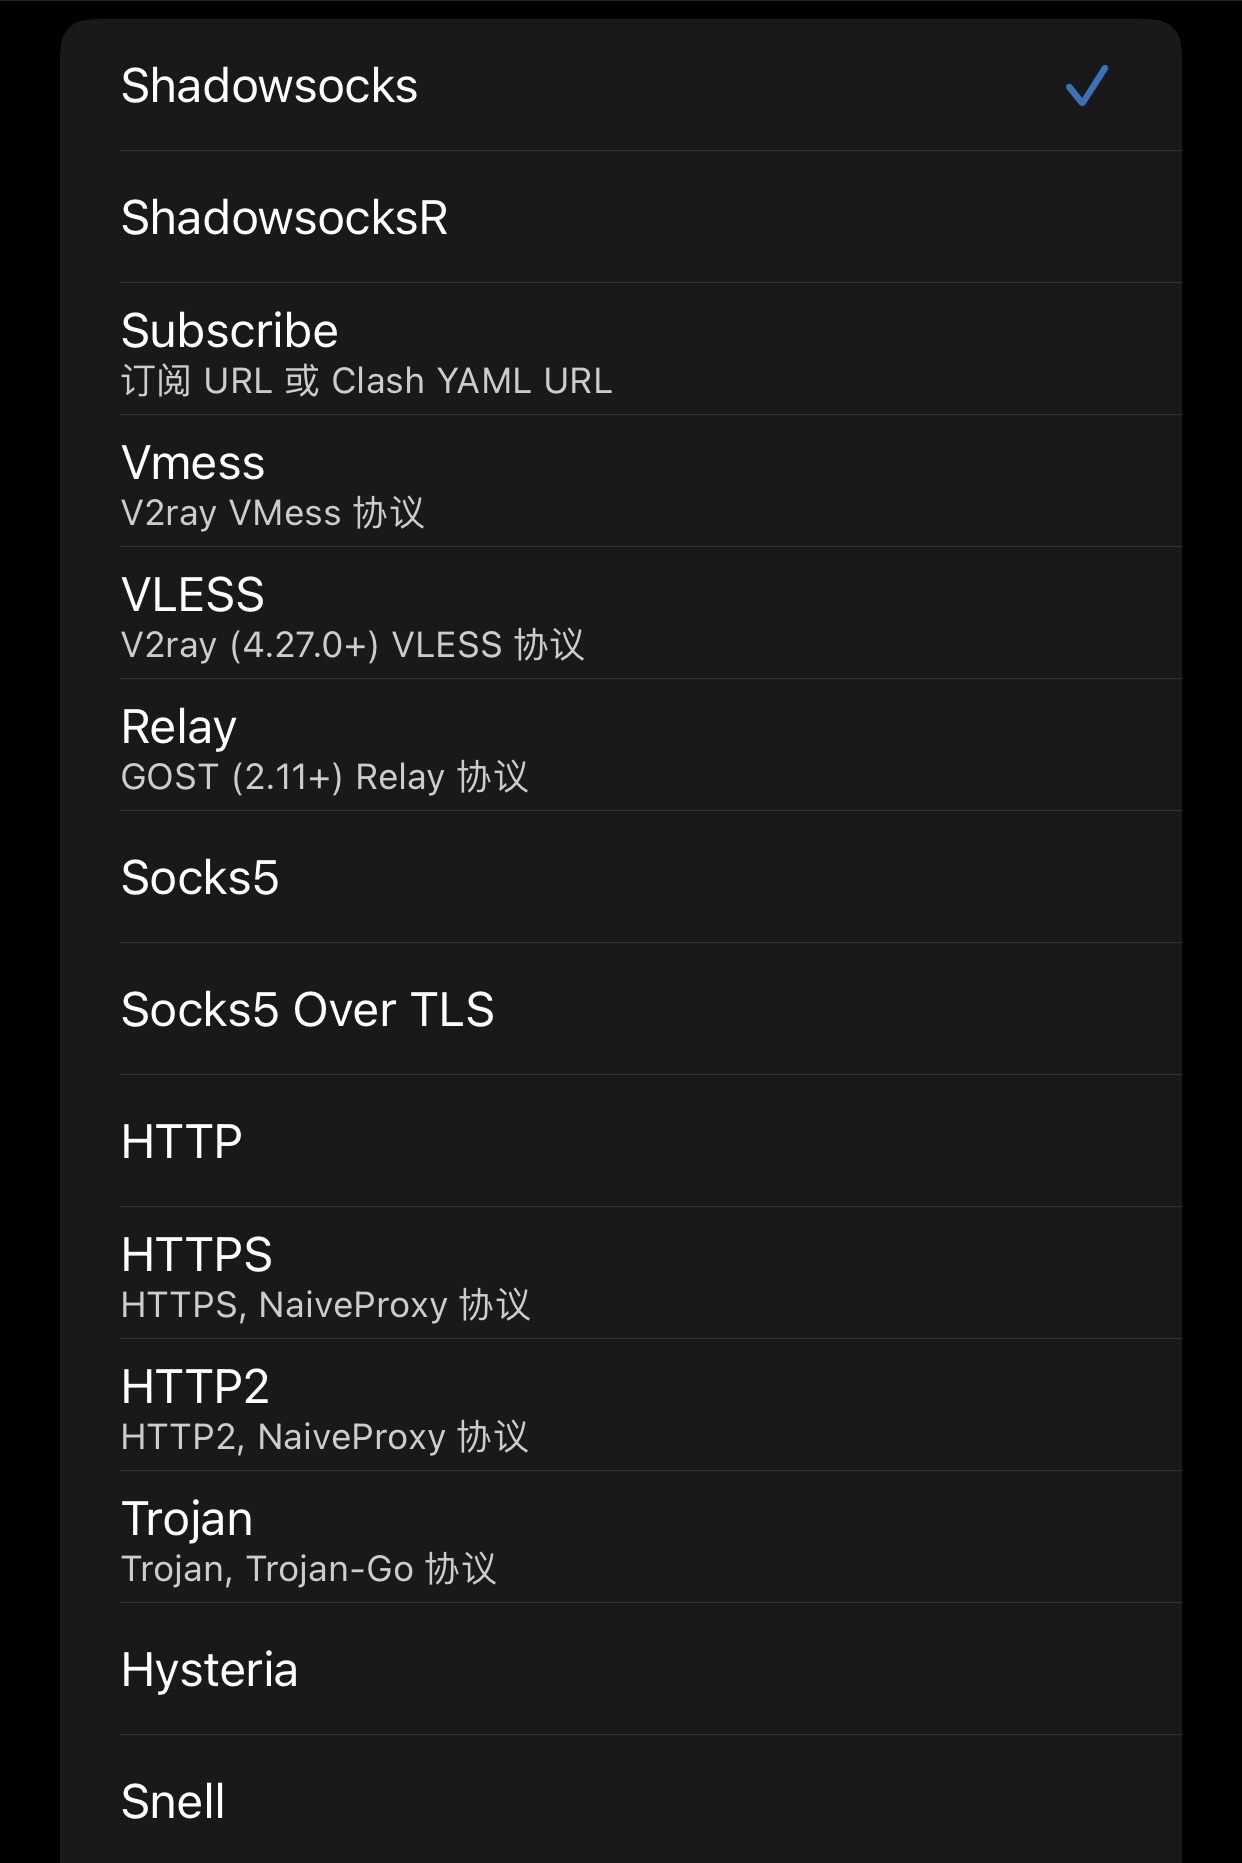 Shadowsocks
ShadowsocksR
Subscribe
订阅 URL 或 Clash YAML URL
Vmess
V2ray VMess 协议
VLESS
V2ray (4.27.0+) VLESS 协议
Relay
GOST (2.11+) Relay 协议
Socks5
Socks5 Over TLS
HTTP
HTTPS
HTTPS, NaiveProxy 协议
HTTP2
HTTP2, NaiveProxy 协议
Trojan
Trojan, Trojan-Go 协议
Hysteria
Snell